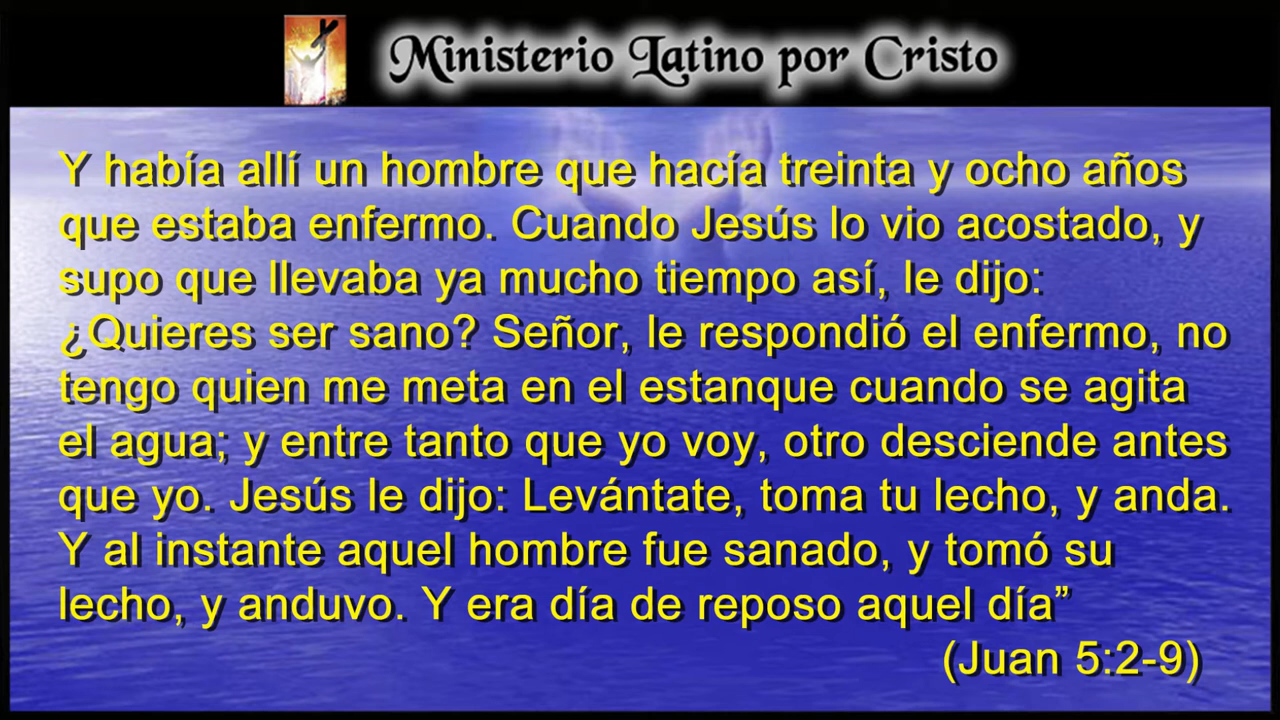 Ministerio Latino por Cristo
Y había allí un hombre que hacía treinta y ocho años
que estaba enfermo. Cuando Jesús lo vio acostado, y
supo que llevaba ya mucho tiempo así, le dijo:
¿Quieres ser sano? Señor, le respondió el enfermo, no
tengo quien me meta en el estanque cuando se agita
el agua; y entre tanto que yo voy, otro desciende antes
que yo. Jesús le dijo: Levántate, toma tu lecho, y anda.
Y al instante aquel hombre fue sanado, y tomó su
lecho, y anduvo. Y era día de reposo aquel día”
(Juan 5:2-9)